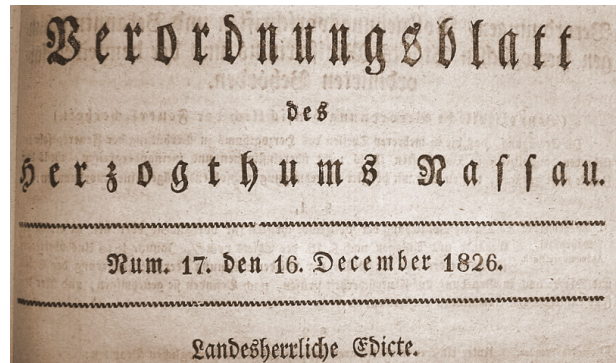 Verordnungsblatt
des
Herzogthums Nassau.
Num. 17. den 16. December 1826.
Landesherrliche Edicte.